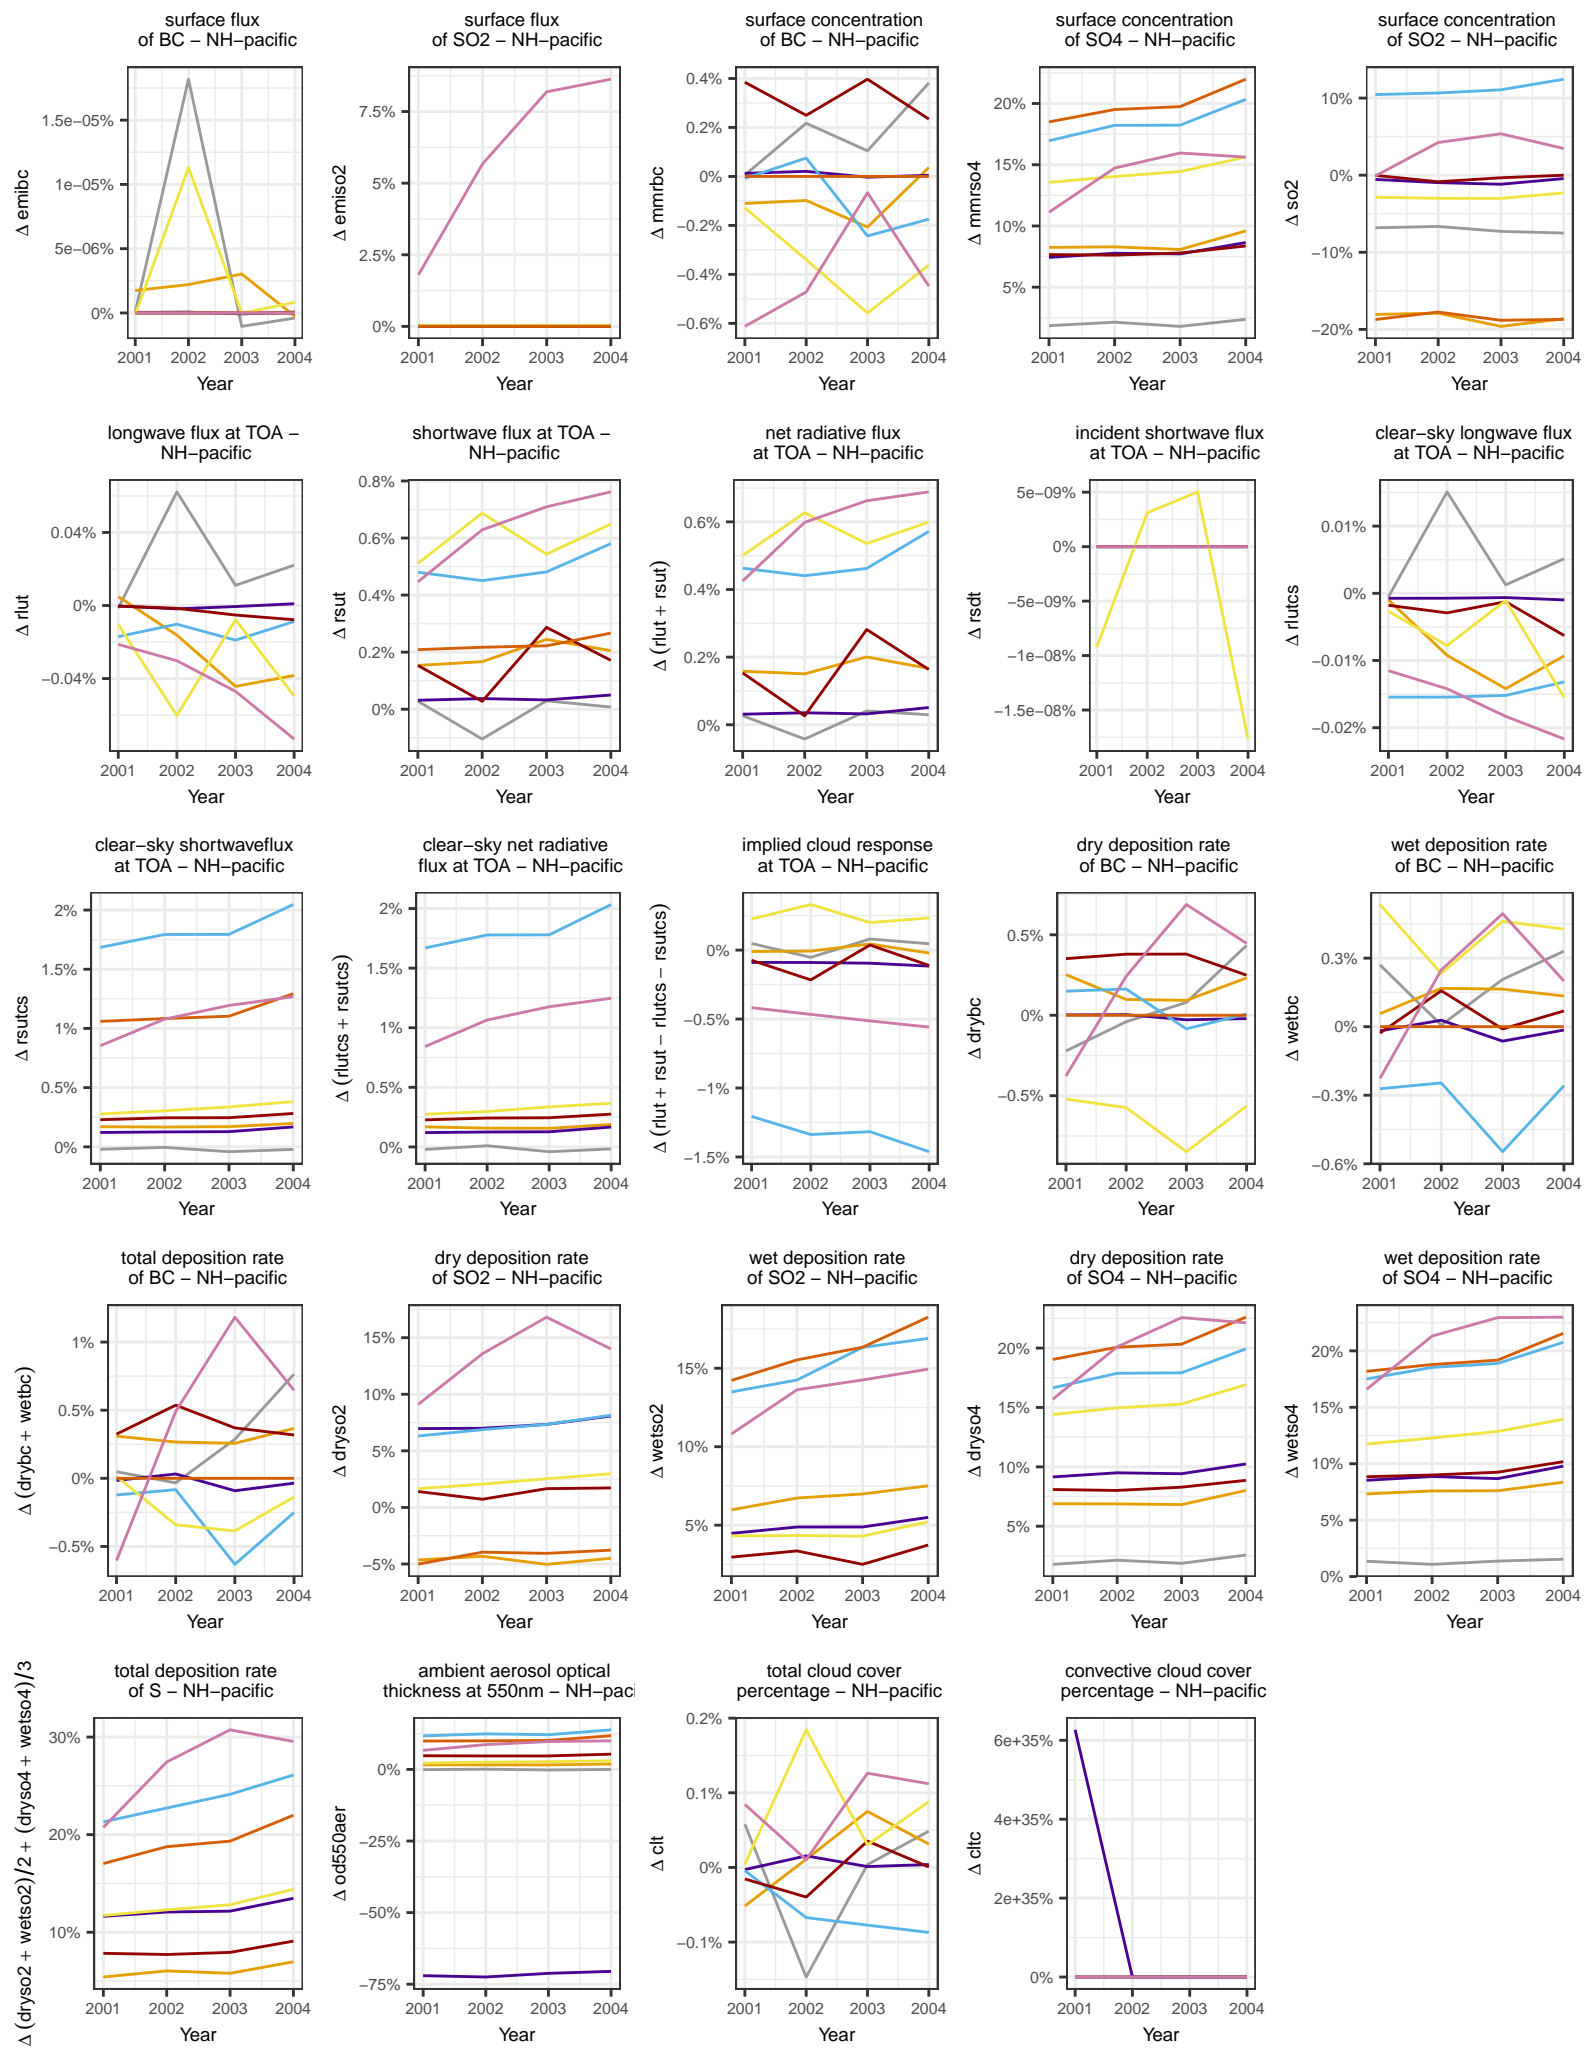 surface flux
of BC − NH−pacific
Δ emibc
1.5e−05%
1e−05%
5e−06%
0%
2001 2002 2003 2004
Year
surface flux
of SO2 − NH−pacific
Δ emiso2
7.5%
5%
2.5%
0%
2001 2002 2003 2004
Year
surface concentration
of BC − NH−pacific
Δ mmrbc
0.4%
0.2%
0%
−0.2%
−0.4%
−0.6%
2001 2002 2003 2004
Year
surface concentration
of SO4 − NH−pacific
Δ mmrso4
20%
15%
10%
5%
2001 2002 2003 2004
Year
surface concentration
of SO2 − NH−pacific
Δ so2
10%
0%
−10%
−20%
2001 2002 2003 2004
Year
longwave flux at TOA −
NH−pacific
Δ rlut
0.04%
0%
−0.04%
2001 2002 2003 2004
Year
shortwave flux at TOA −
NH−pacific
Δ rsut
0.8%
0.6%
0.4%
0.2%
0%
2001 2002 2003 2004
Year
net radiative flux
at TOA − NH−pacific
Δ (rlut + rsut)
0.6%
0.4%
0.2%
0%
2001 2002 2003 2004
Year
incident shortwave flux
at TOA − NH−pacific
Δ rsdt
5e−09%
0%
−5e−09%
−1e−08%
−1.5e−08%
2001 2002 2003 2004
Year
clear−sky longwave flux
at TOA − NH−pacific
Δ rlutcs
0.01%
0%
−0.01%
−0.02%
2001 2002 2003 2004
Year
clear−sky shortwaveflux
at TOA − NH−pacific
Δ rsutcs
2%
1.5%
1%
0.5%
0%
2001 2002 2003 2004
Year
clear−sky net radiative
flux at TOA − NH−pacific
Δ (rlutcs + rsutcs)
2%
1.5%
1%
0.5%
0%
2001 2002 2003 2004
Year
implied cloud response
at TOA − NH−pacific
Δ (rlut + rsut − rlutcs − rsutcs)
0%
−0.5%
−1%
−1.5%
2001 2002 2003 2004
Year
dry deposition rate
of BC − NH−pacific
Δ drybc
0.5%
0%
−0.5%
2001 2002 2003 2004
Year
wet deposition rate
of BC − NH−pacific
Δ wetbc
0.3%
0%
−0.3%
−0.6%
2001 2002 2003 2004
Year
total deposition rate
of BC − NH−pacific
Δ (drybc + wetbc)
1%
0.5%
0%
−0.5%
2001 2002 2003 2004
Year
dry deposition rate
of SO2 − NH−pacific
Δ dryso2
15%
10%
5%
0%
−5%
2001 2002 2003 2004
Year
wet deposition rate
of SO2 − NH−pacific
Δ wetso2
15%
10%
5%
2001 2002 2003 2004
Year
dry deposition rate
of SO4 − NH−pacific
Δ dryso4
20%
15%
10%
5%
2001 2002 2003 2004
Year
wet deposition rate
of SO4 − NH−pacific
Δ wetso4
20%
15%
10%
5%
0%
2001 2002 2003 2004
Year
total deposition rate
of S − NH−pacific
Δ (dryso2 + wetso2)/2 + (dryso4 + wetso4)/3
30%
20%
10%
2001 2002 2003 2004
Year
ambient aerosol optical
thickness at 550nm − NH−paci
Δ od550aer
0%
−25%
−50%
−75%
2001 2002 2003 2004
Year
total cloud cover
percentage − NH−pacific
Δ clt
0.2%
0.1%
0%
−0.1%
2001 2002 2003 2004
Year
convective cloud cover
percentage − NH−pacific
Δ cltc
6e+35%
4e+35%
2e+35%
0%
2001 2002 2003 2004
Year